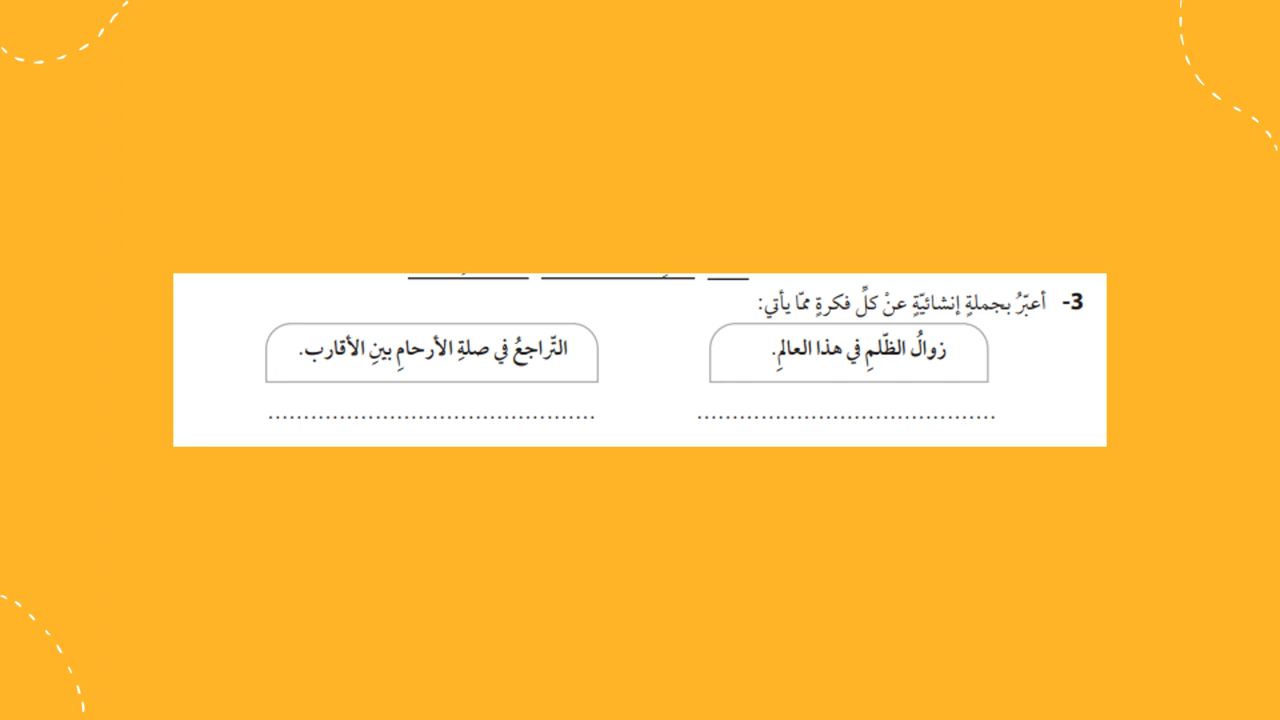 3- أعبّرُ بجملةٍ إنشائيّةٍ عنْ كلِّ فكرةٍ ممّا يأتي:
زوالُ الظّلمِ في هذا العالمِ.
التّراجعُ في صلةِ الأرحامِ بينِ الأقاربِ.